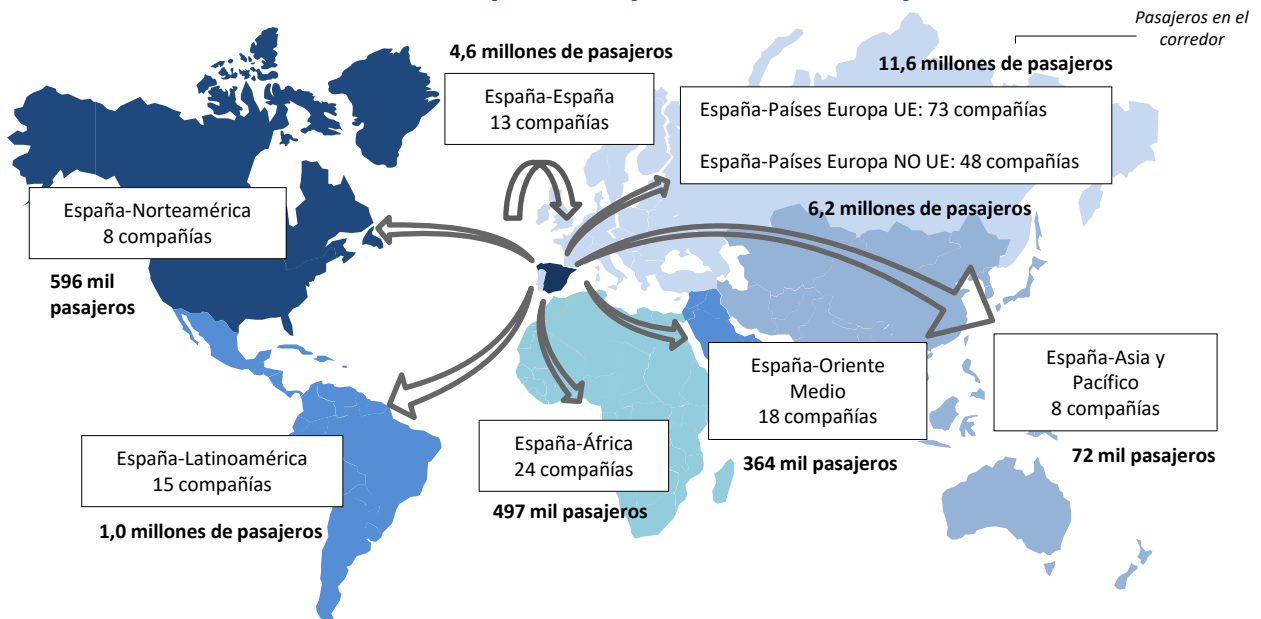 Pasajeros en el
corredor
4,6 millones de pasajeros
España-España
13 compañías
11,6 millones de pasajeros
España-Países Europa UE: 73 compañías
España-Países Europa NO UE: 48 compañías
6,2 millones de pasajeros
España-Norteamérica
8 compañías
596 mil
pasajeros
España-Oriente
Medio
18 compañías
364 mil pasajeros
España-Asia y
Pacífico
8 compañías
72 mil pasajeros
España-Latinoamérica
15 compañías
1,0 millones de pasajeros
España-África
24 compañías
497 mil pasajeros